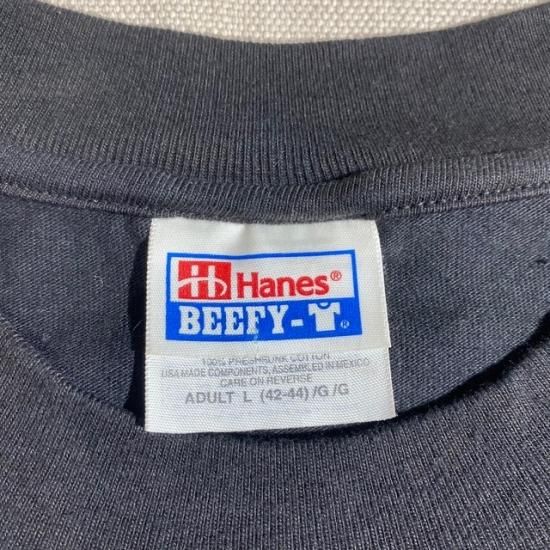 Hanes®
BEEFY-T®
100% PRESHRUNK COTTON
USA MADE COMPONENTS, ASSEMBLED IN MEXICO
CARE ON REVERSE
ADULT L (42-44) /G /G